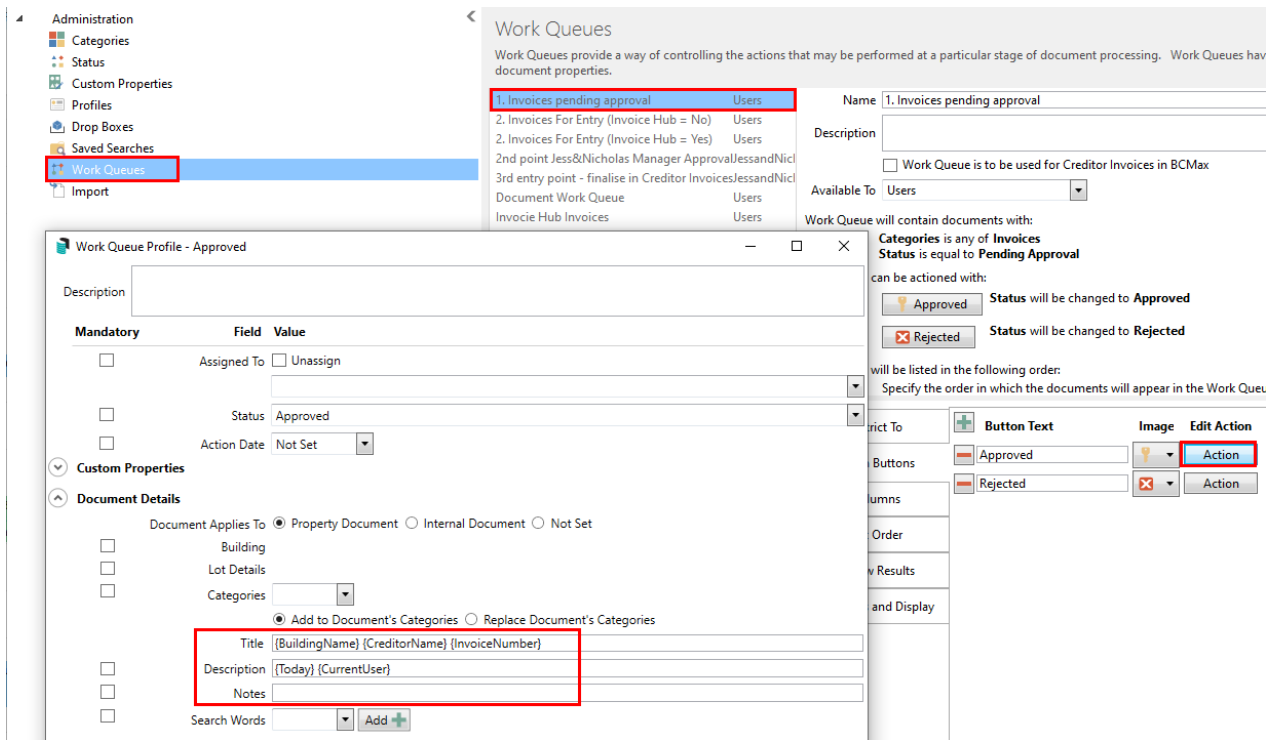 Administration
Categories
Status
Custom Properties
Profiles
Drop Boxes
Saved Searches
Work Queues
Import
Work Queues
Work Queues provide a way of controlling the actions that may be performed at a particular stage of document processing. Work Queues hav
document properties.
1. Invoices pending approval Users
2. Invoices For Entry (Invoice Hub = No) Users
2. Invoices For Entry (Invoice Hub = Yes) Users
2nd point Jess&Nicholas Manager ApprovalJessandNicl
3rd entry point - finalise in Creditor InvoicesJessandNicl
Document Work Queue Users
Invocie Hub Invoices Users
Name 1. Invoices pending approval
Description
Work Queue is to be used for Creditor Invoices in BCMax
Available To Users
Work Queue will contain documents with:
Categories is any of Invoices
Status is equal to Pending Approval
can be actioned with:
Approved Status will be changed to Approved
Rejected Status will be changed to Rejected
will be listed in the following order:
Specify the order in which the documents will appear in the Work Queu
trict To
Buttons
lumns
Order
w Results
and Display
Button Text Image Edit Action
Approved Action
Rejected Action
Work Queue Profile - Approved
Description
Mandatory Field Value
Assigned To Unassign
Status Approved
Action Date Not Set
Custom Properties
Document Details
Document Applies To Property Document Internal Document Not Set
Building
Lot Details
Categories
Add to Document's Categories Replace Document's Categories
Title {BuildingName} {CreditorName} {InvoiceNumber}
Description {Today} {CurrentUser}
Notes
Search Words Add